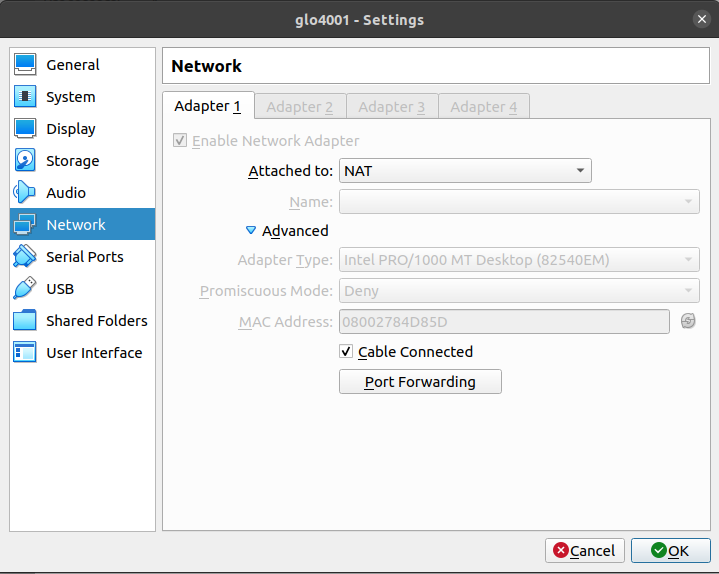 glo4001 - Settings
General
System
Display
Storage
Audio
Network
Serial Ports
USB
Shared Folders
User Interface
Network
Adapter 1 Adapter 2 Adapter 3 Adapter 4
Enable Network Adapter
Attached to: NAT
Name:
Advanced
Adapter Type: Intel PRO/1000 MT Desktop (82540EM)
Promiscuous Mode: Deny
MAC Address: 08002784D85D
Cable Connected
Port Forwarding
Cancel OK